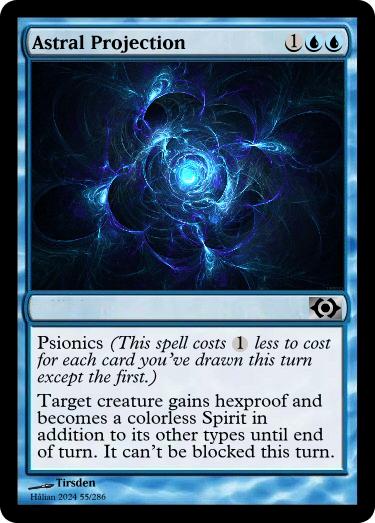 Astral Projection 1
Psionics (This spell costs 1 less to cost
for each card you've drawn this turn
except the first.)
Target creature gains hexproof and
becomes a colorless Spirit in
addition to its other types until end
of turn. It can't be blocked this turn.
Tirsden
Hálian 2024 55/286